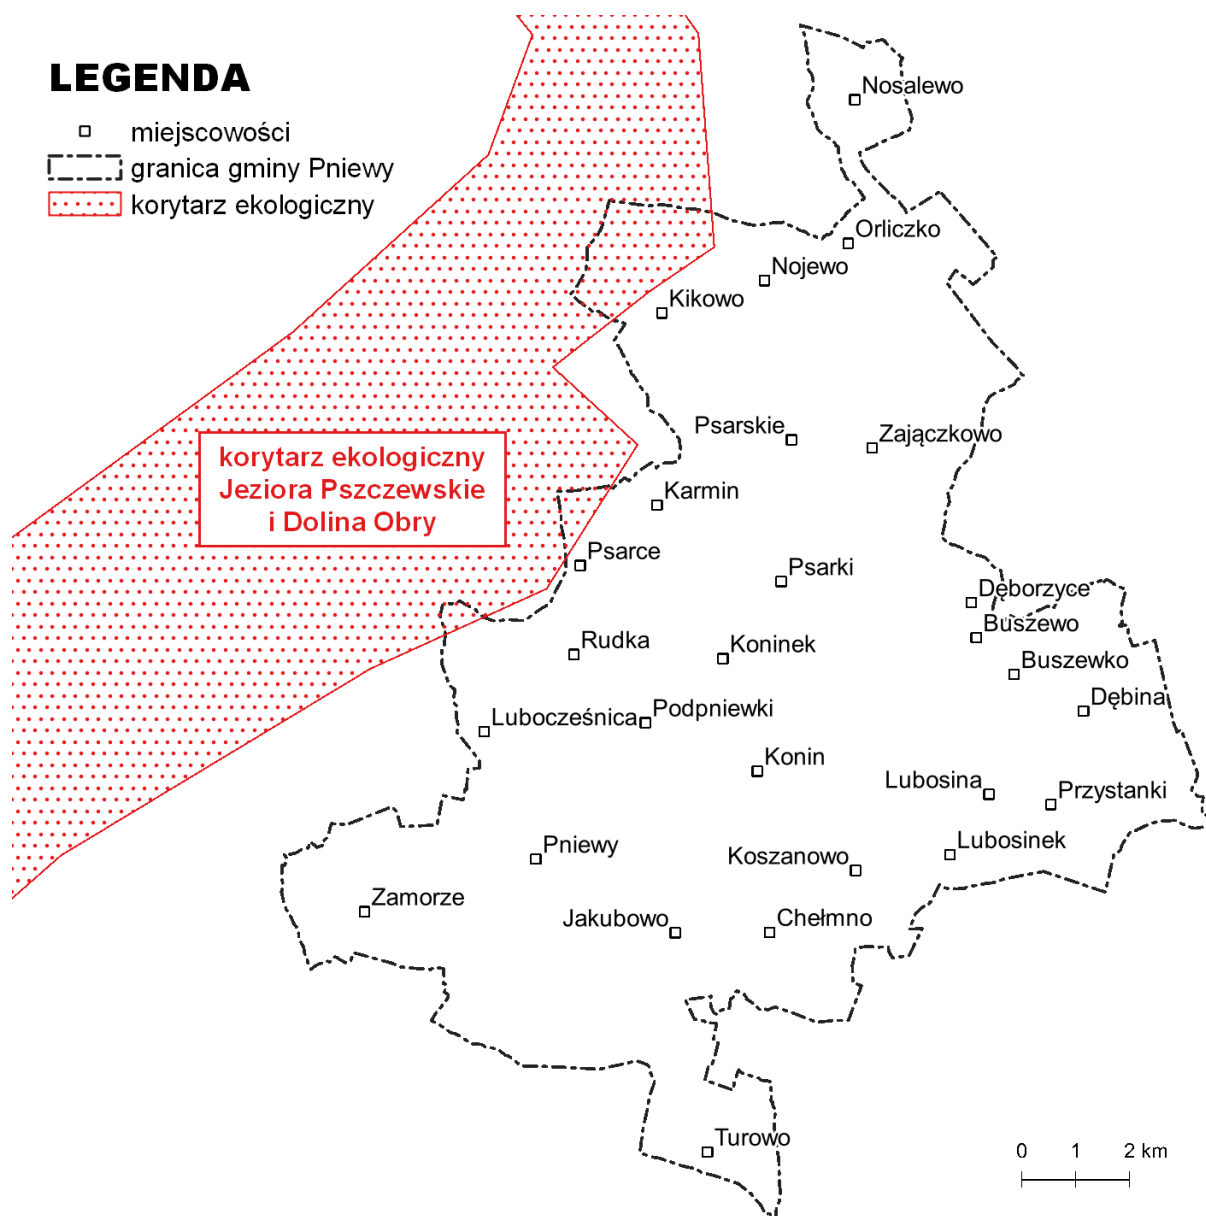 LEGENDA
miejscowości
granica gminy Pniewy
korytarz ekologiczny
Nosalewo
Orliczko
Nojewo
Kikowo
Psarskie
Zajączkowo
korytarz ekologiczny
Jeziora Pszczewskie
i Dolina Obry
Karmin
Psarce
Psarki
Dęborzyce
Buszewo
Rudka
Koninek
Buszewko
Dębina
Lubocześnica
Podpniewki
Konin
Lubosina
Przystanki
Pniewy
Koszanowo
Lubosinek
Zamorze
Jakubowo
Chełmno
Turowo
0 1 2 km